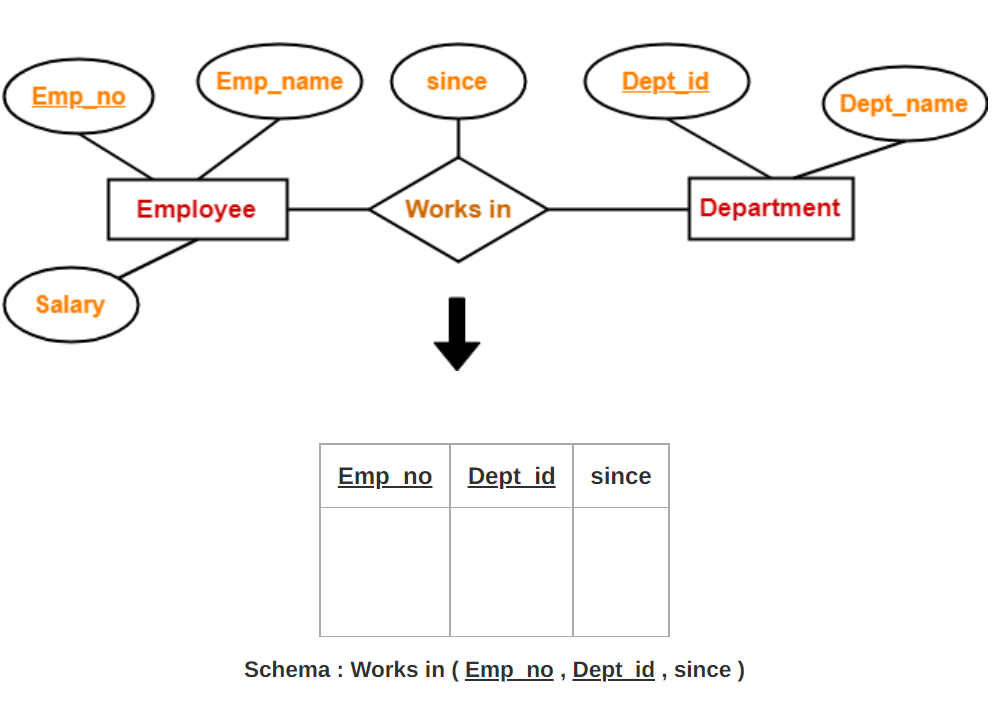 Emp_no
Emp_name
since
Dept_id
Dept_name
Employee
Works in
Department
Salary
Emp_no Dept_id since
Schema : Works in ( Emp_no , Dept_id , since )